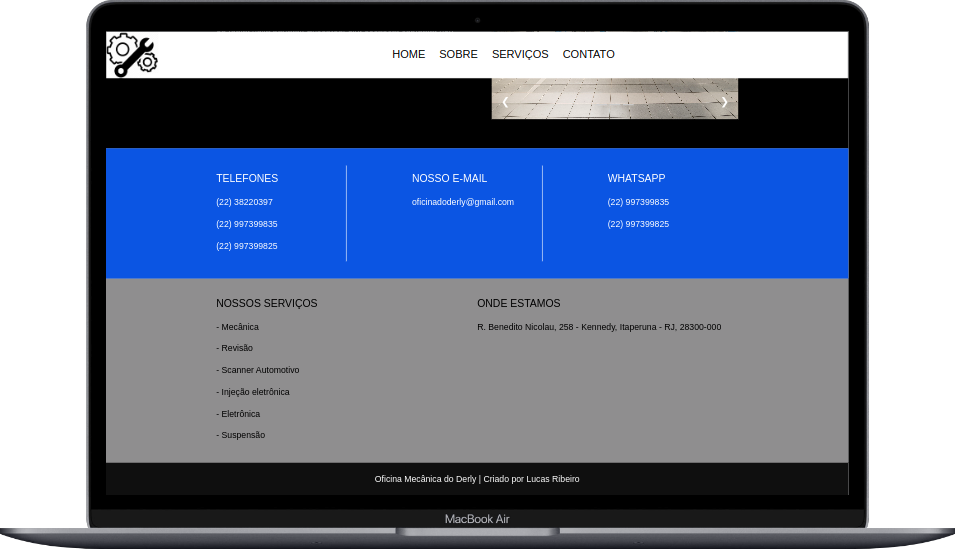 HOME SOBRE SERVIÇOS CONTATO
TELEFONES
(22) 38220397
(22) 997399835
(22) 997399825
NOSSO E-MAIL
oficinadoderly@gmail.com
WHATSAPP
(22) 997399835
(22) 997399825
NOSSOS SERVIÇOS
- Mecânica
- Revisão
- Scanner Automotivo
- Injeção eletrônica
- Eletrônica
- Suspensão
ONDE ESTAMOS
R. Benedito Nicolau, 258 - Kennedy, Itaperuna - RJ, 28300-000
Oficina Mecânica do Derly | Criado por Lucas Ribeiro
MacBook Air